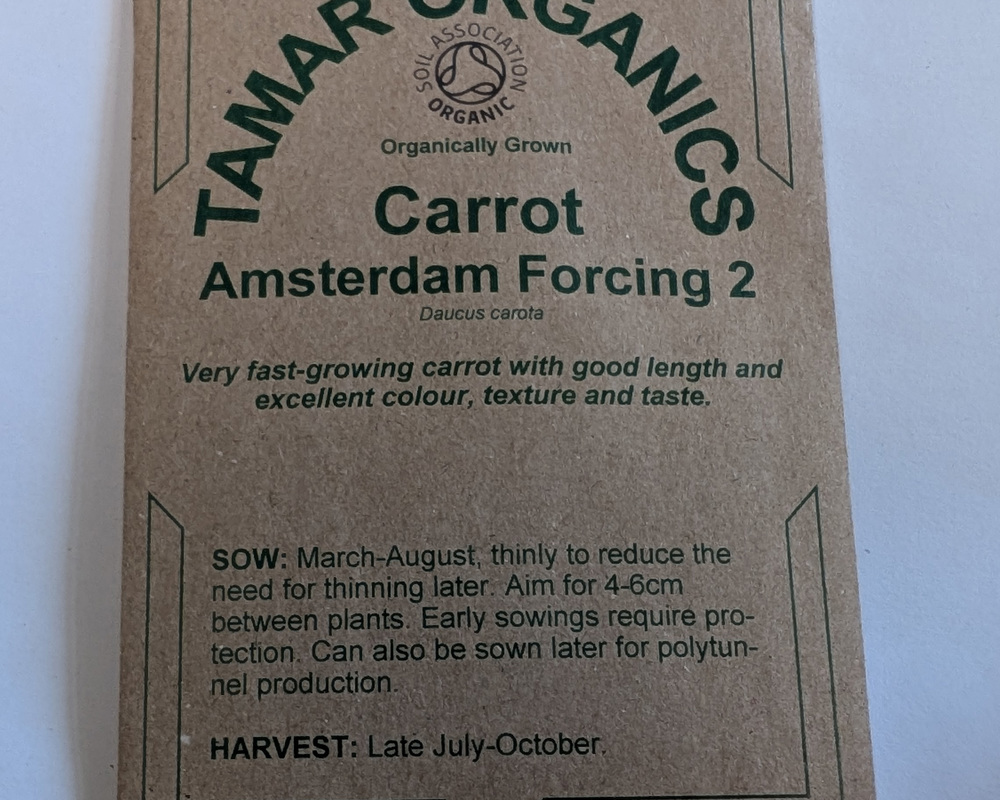 TAMAR ORGANICS
SOIL ASSOCIATION
ORGANIC
Organically Grown
Carrot
Amsterdam Forcing 2
Daucus carota
Very fast-growing carrot with good length and
excellent colour, texture and taste.
SOW: March-August, thinly to reduce the
need for thinning later. Aim for 4-6cm
between plants. Early sowings require pro-
tection. Can also be sown later for polytun-
nel production.
HARVEST: Late July-October.